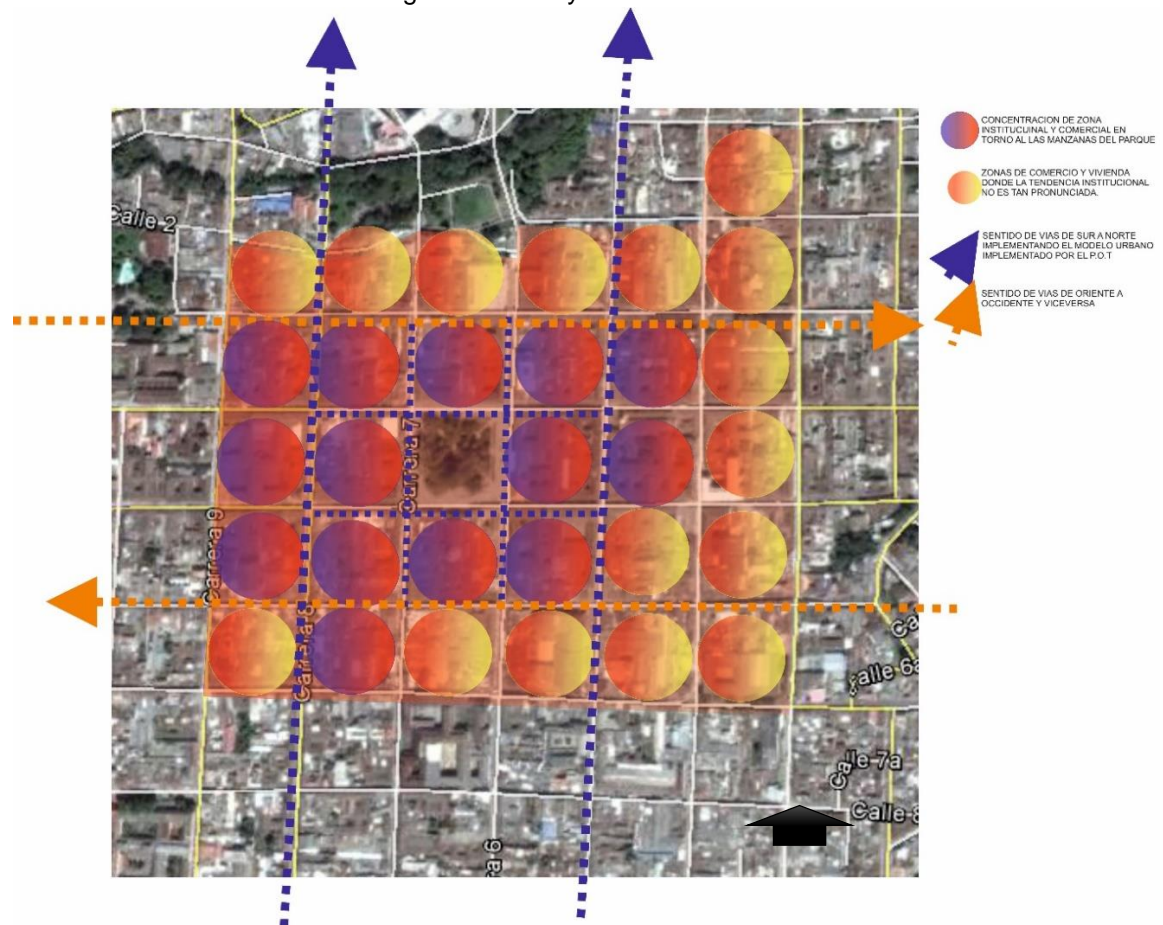 CONCENTRACION DE ZONA
INSTITUCUINAL Y COMERCIAL EN
TORNO AL LAS MANZANAS DEL PARQUE
ZONAS DE COMERCIO Y VIVIENDA
DONDE LA TENDENCIA INSTITUCIONAL
NO ES TAN PRONUNCIADA.
SENTIDO DE VIAS DE SUR A NORTE
IMPLEMENTANDO EL MODELO URBANO
IMPLEMENTADO POR EL P.O.T
SENTIDO DE VIAS DE ORIENTE A
OCCIDENTE Y VICEVERSA
Calle 2
Carrera 7
Carrera 9
Carrera 8
Ca
alle 6a
Calle 7a
Calle 8
ra 6